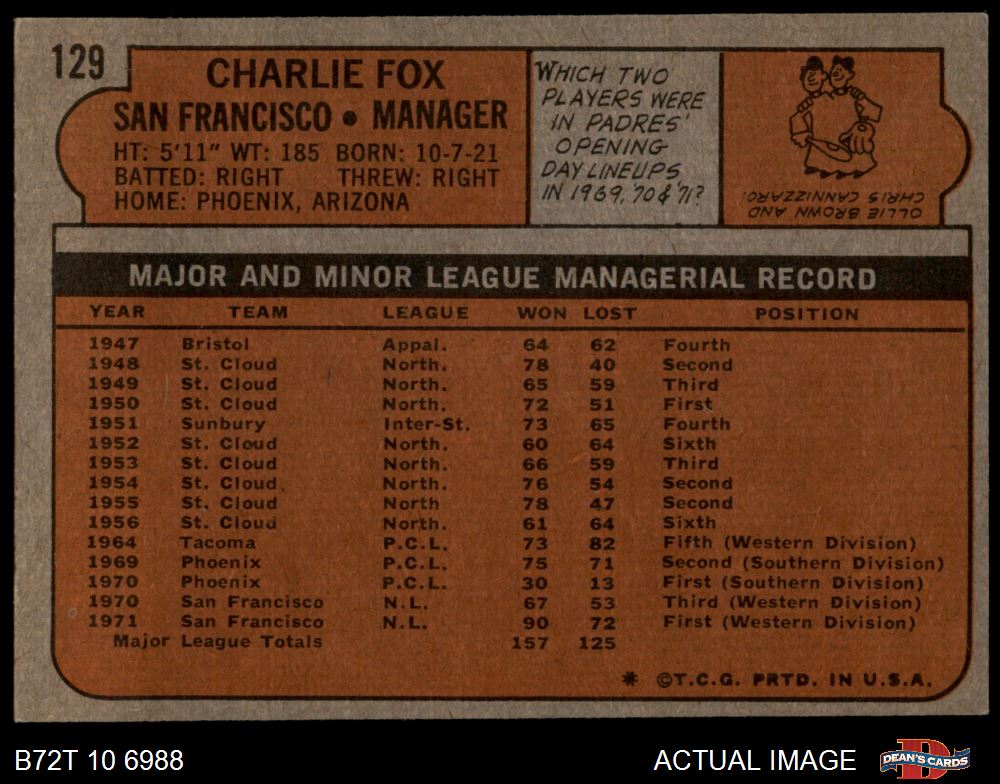 129
CHARLIE FOX
SAN FRANCISCO • MANAGER
HT: 5'11" WT: 185 BORN: 10-7-21
BATTED: RIGHT THREW: RIGHT
HOME: PHOENIX, ARIZONA
WHICH TWO
PLAYERS WERE
IN PADRES'
OPENING
DAY LINEUPS
IN 1969, '70 & '71?
OLLIE BROWN AND
CHRIS CANNIZZARO.
MAJOR AND MINOR LEAGUE MANAGERIAL RECORD
YEAR TEAM LEAGUE WON LOST POSITION
1947 Bristol Appal. 64 62 Fourth
1948 St. Cloud North. 78 40 Second
1949 St. Cloud North. 65 59 Third
1950 St. Cloud North. 72 51 First
1951 Sunbury Inter-St. 73 65 Fourth
1952 St. Cloud North. 60 64 Sixth
1953 St. Cloud North. 66 59 Third
1954 St. Cloud North. 76 54 Second
1955 St. Cloud North. 78 47 Second
1956 St. Cloud North. 61 64 Sixth
1964 Tacoma P.C.L. 73 82 Fifth (Western Division)
1969 Phoenix P.C.L. 75 71 Second (Southern Division)
1970 Phoenix P.C.L. 30 13 First (Southern Division)
1970 San Francisco N.L. 67 53 Third (Western Division)
1971 San Francisco N.L. 90 72 First (Western Division)
Major League Totals 157 125
* ©T.C.G. PRTD. IN U.S.A.
B72T 10 6988
ACTUAL IMAGE
DEAN'S CARDS